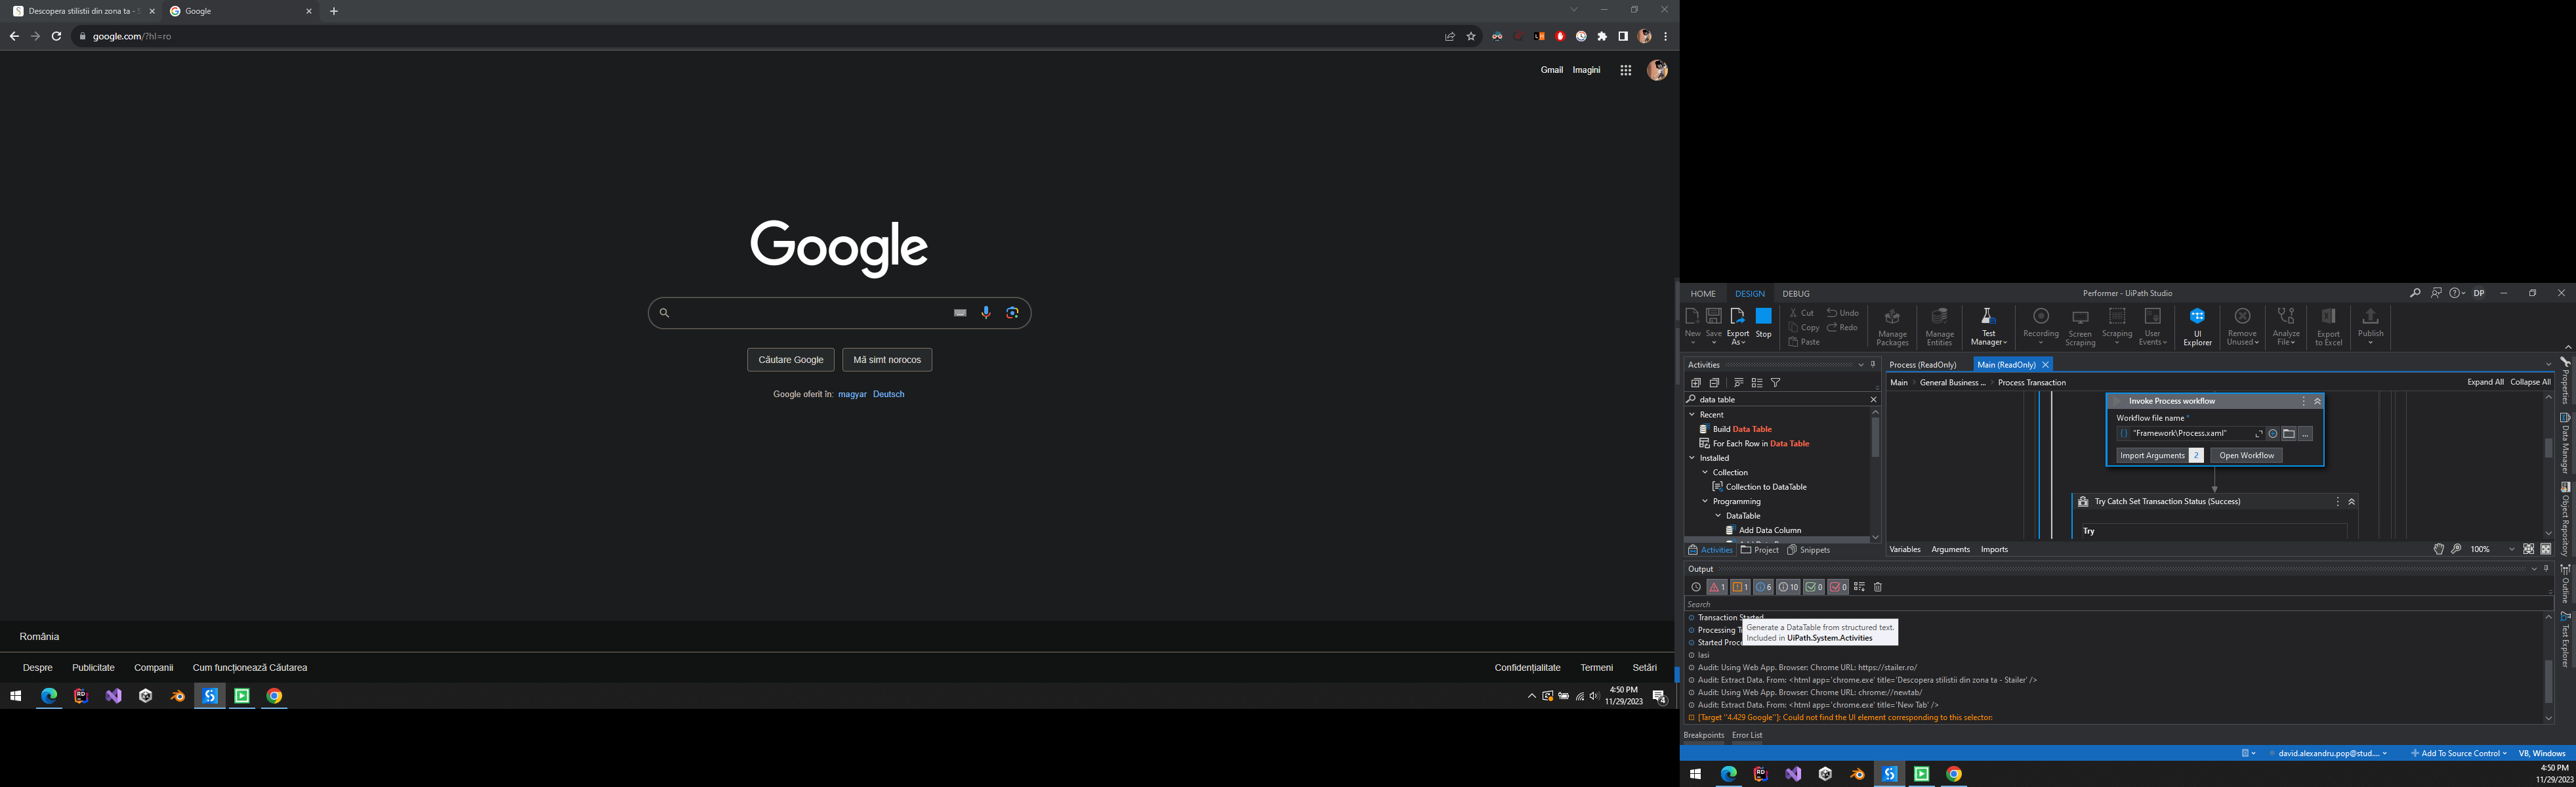 Descopera stilistii din zona ta - S
Google
google.com/?hl=ro
Gmail
Imagini
Google
Căutare Google
Mă simt norocos
Google oferit în: magyar Deutsch
România
Despre
Publicitate
Companii
Cum funcționează Căutarea
Confidențialitate
Termeni
Setări
4:50 PM
11/29/2023
4
HOME
DESIGN
DEBUG
Performer - UiPath Studio
DP
New
Save
Export
As
Stop
Cut
Copy
Paste
Undo
Redo
Manage
Packages
Manage
Entities
Test
Manager
Recording
Screen
Scraping
Scraping
User
Events
UI
Explorer
Remove
Unused
Analyze
File
Export
to Excel
Publish
Activities
data table
Recent
Build Data Table
For Each Row in Data Table
Installed
Collection
Collection to DataTable
Programming
DataTable
Add Data Column
Activities
Project
Snippets
Process (ReadOnly)
Main (ReadOnly)
Main
General Business ...
Process Transaction
Expand All
Collapse All
Invoke Process workflow
Workflow file name *
"Framework\Process.xaml"
Import Arguments 2
Open Workflow
Try Catch Set Transaction Status (Success)
Try
Variables
Arguments
Imports
100%
Properties
Data Manager
Object Repository
Outline
Test Explorer
Output
1
1
6
10
0
0
Search
Transaction Started
Processing T
Started Proce
Generate a DataTable from structured text.
Included in UiPath.System.Activities
Iasi
Audit: Using Web App. Browser: Chrome URL: https://stailer.ro/
Audit: Extract Data. From: <html app='chrome.exe' title='Descopera stilistii din zona ta - Stailer' />
Audit: Using Web App. Browser: Chrome URL: chrome://newtab/
Audit: Extract Data. From: <html app='chrome.exe' title='New Tab' />
[Target "4.429 Google"]: Could not find the UI element corresponding to this selector:
Breakpoints
Error List
david.alexandru.pop@stud....
Add To Source Control
VB, Windows
4:50 PM
11/29/2023